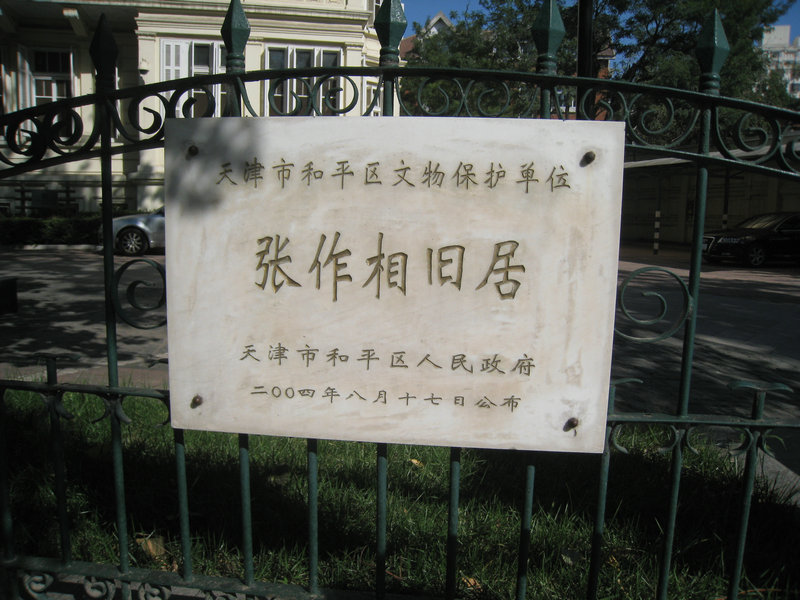 天津市和平区文物保护单位
张作相旧居
天津市和平区人民政府
二〇〇四年八月十七日公布